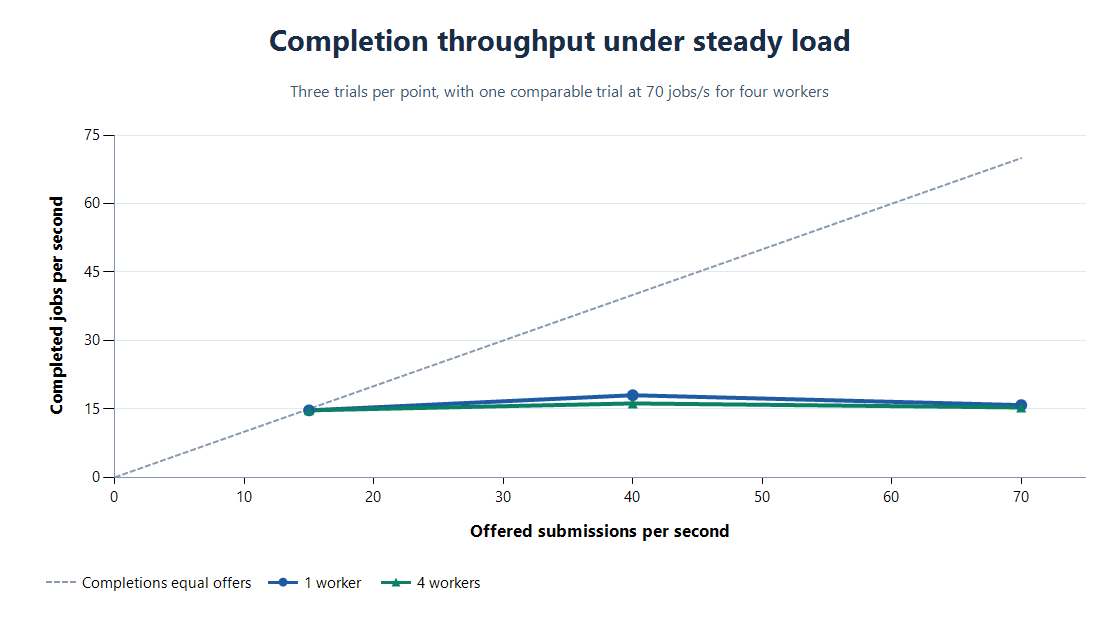 Completion throughput under steady load
Three trials per point, with one comparable trial at 70 jobs/s for four workers
Completed jobs per second
75
60
45
30
15
0
0 10 20 30 40 50 60 70
Offered submissions per second
Completions equal offers 1 worker 4 workers